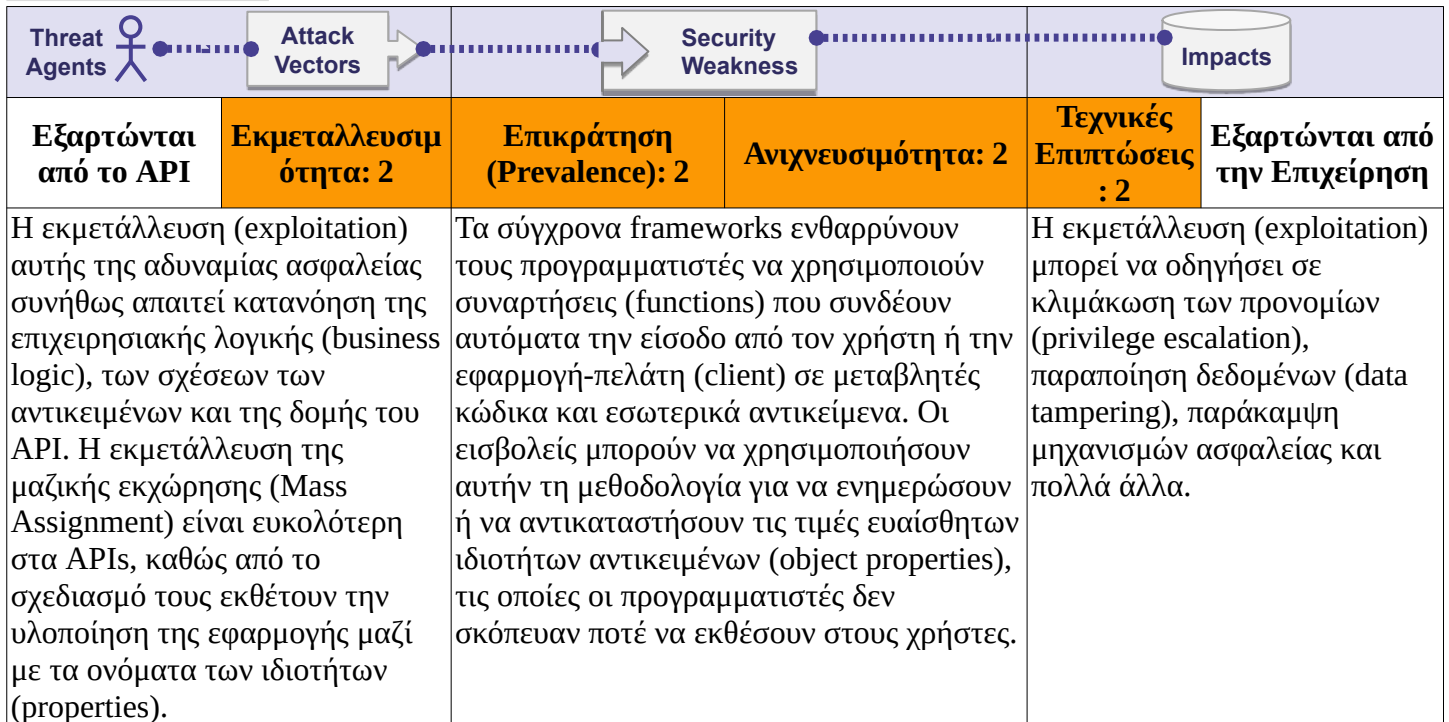 Threat
Agents
Attack
Vectors
Security
Weakness
Impacts
Εξαρτώνται
από το API
Εκμεταλλευσιμ
ότητα: 2
Επικράτηση
(Prevalence): 2
Ανιχνευσιμότητα: 2
Τεχνικές
Επιπτώσεις
: 2
Εξαρτώνται από
την Επιχείρηση
Η εκμετάλλευση (exploitation)
αυτής της αδυναμίας ασφαλείας
συνήθως απαιτεί κατανόηση της
επιχειρησιακής λογικής (business
logic), των σχέσεων των
αντικειμένων και της δομής του
API. Η εκμετάλλευση της
μαζικής εκχώρησης (Mass
Assignment) είναι ευκολότερη
στα APIs, καθώς από το
σχεδιασμό τους εκθέτουν την
υλοποίηση της εφαρμογής μαζί
με τα ονόματα των ιδιοτήτων
(properties).
Τα σύγχρονα frameworks ενθαρρύνουν
τους προγραμματιστές να χρησιμοποιούν
συναρτήσεις (functions) που συνδέουν
αυτόματα την είσοδο από τον χρήστη ή την
εφαρμογή-πελάτη (client) σε μεταβλητές
κώδικα και εσωτερικά αντικείμενα. Οι
εισβολείς μπορούν να χρησιμοποιήσουν
αυτήν τη μεθοδολογία για να ενημερώσουν
ή να αντικαταστήσουν τις τιμές ευαίσθητων
ιδιοτήτων αντικειμένων (object properties),
τις οποίες οι προγραμματιστές δεν
σκόπευαν ποτέ να εκθέσουν στους χρήστες.
Η εκμετάλλευση (exploitation)
μπορεί να οδηγήσει σε
κλιμάκωση των προνομίων
(privilege escalation),
παραποίηση δεδομένων (data
tampering), παράκαμψη
μηχανισμών ασφαλείας και
πολλά άλλα.